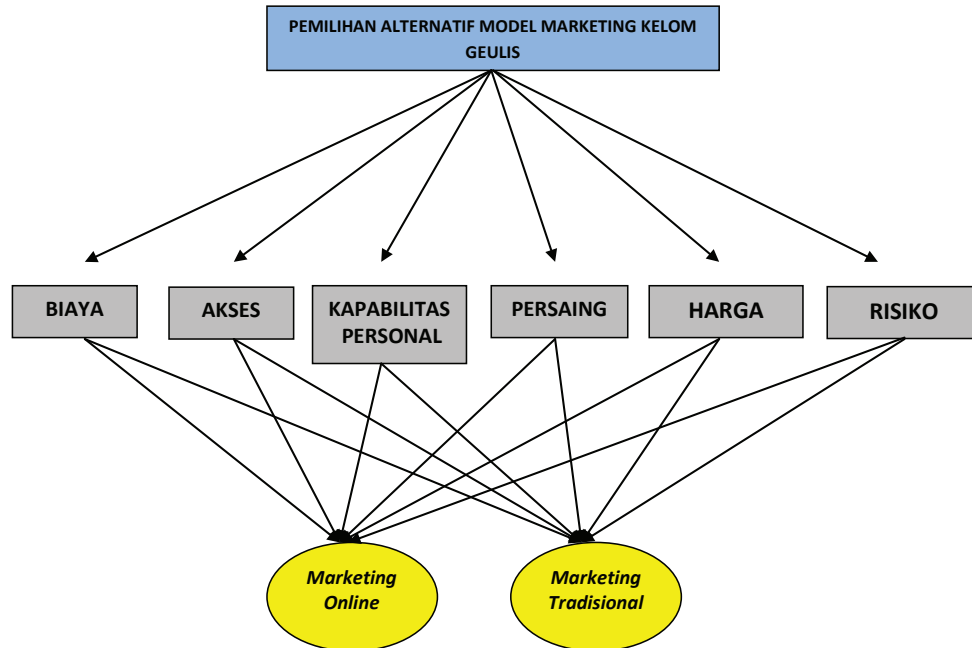 PEMILIHAN ALTERNATIF MODEL MARKETING KELOM
GEULIS
BIAYA
AKSES
KAPABILITAS
PERSONAL
PERSAING
HARGA
RISIKO
Marketing
Online
Marketing
Tradisional